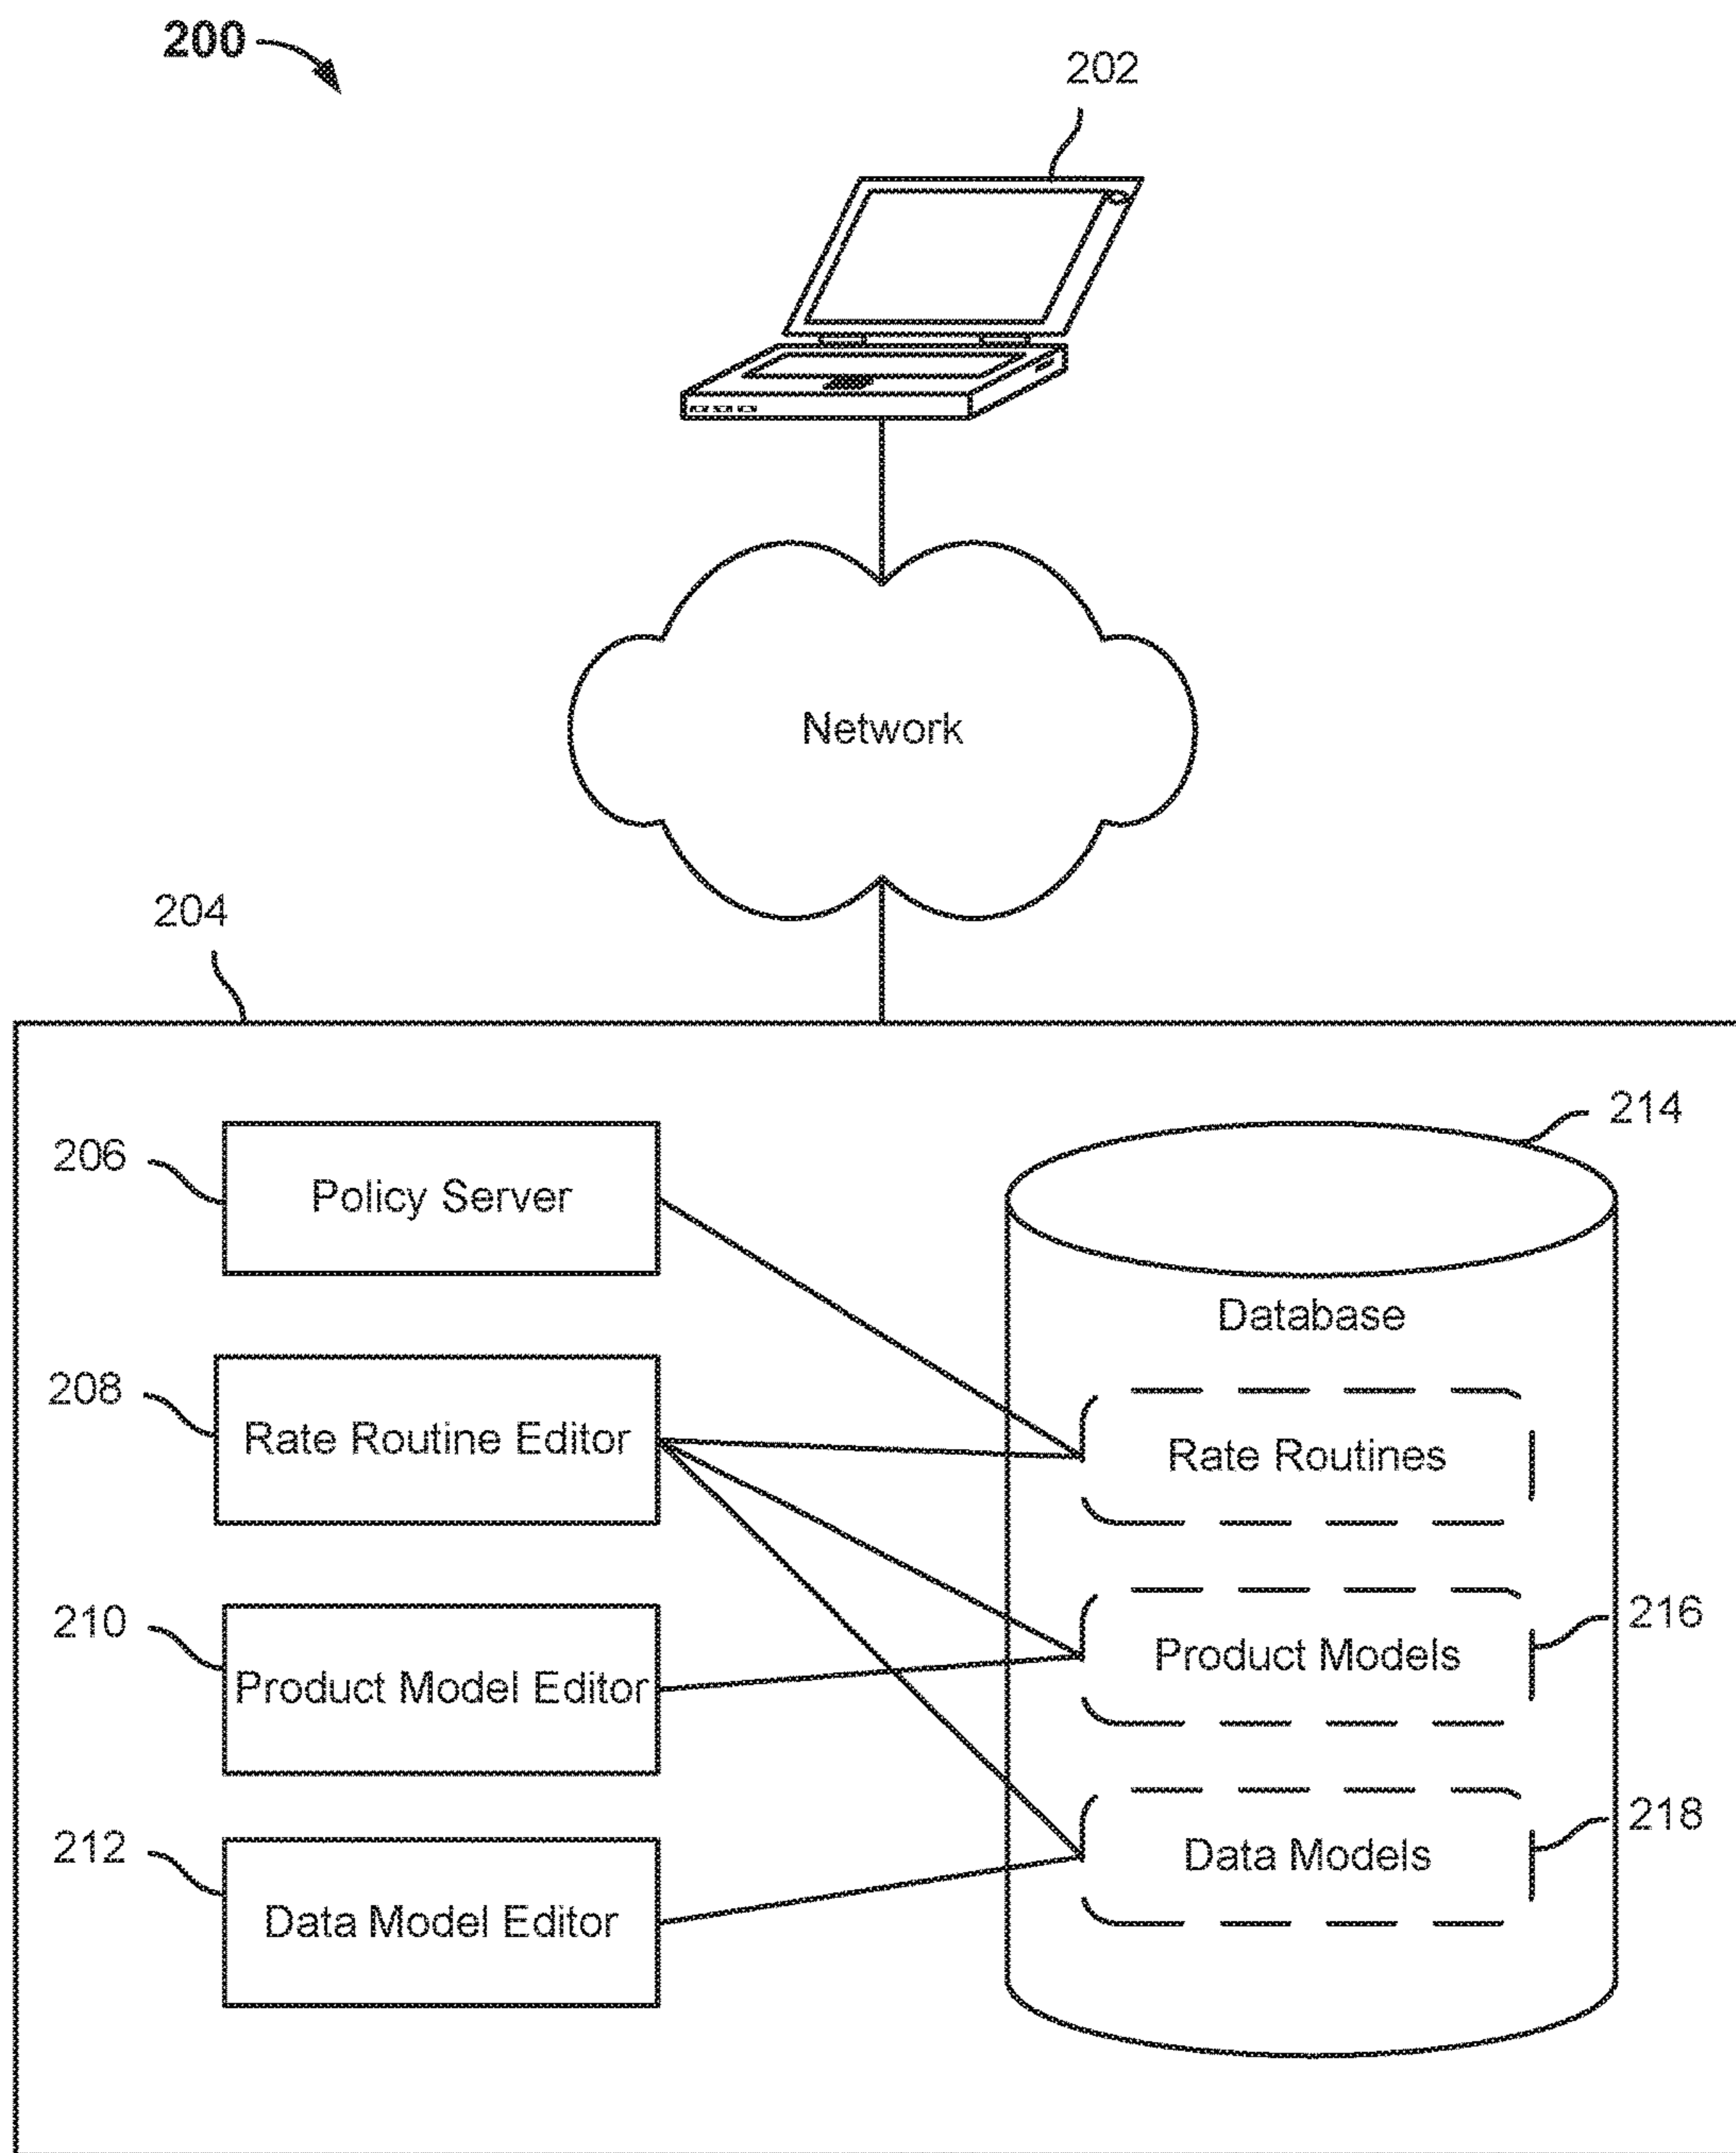 200
202
Network
204
214
206
Policy Server
Database
208
Rate Routine Editor
Rate Routines
210
216
Product Model Editor
Product Models
218
212
Data Models
Data Model Editor